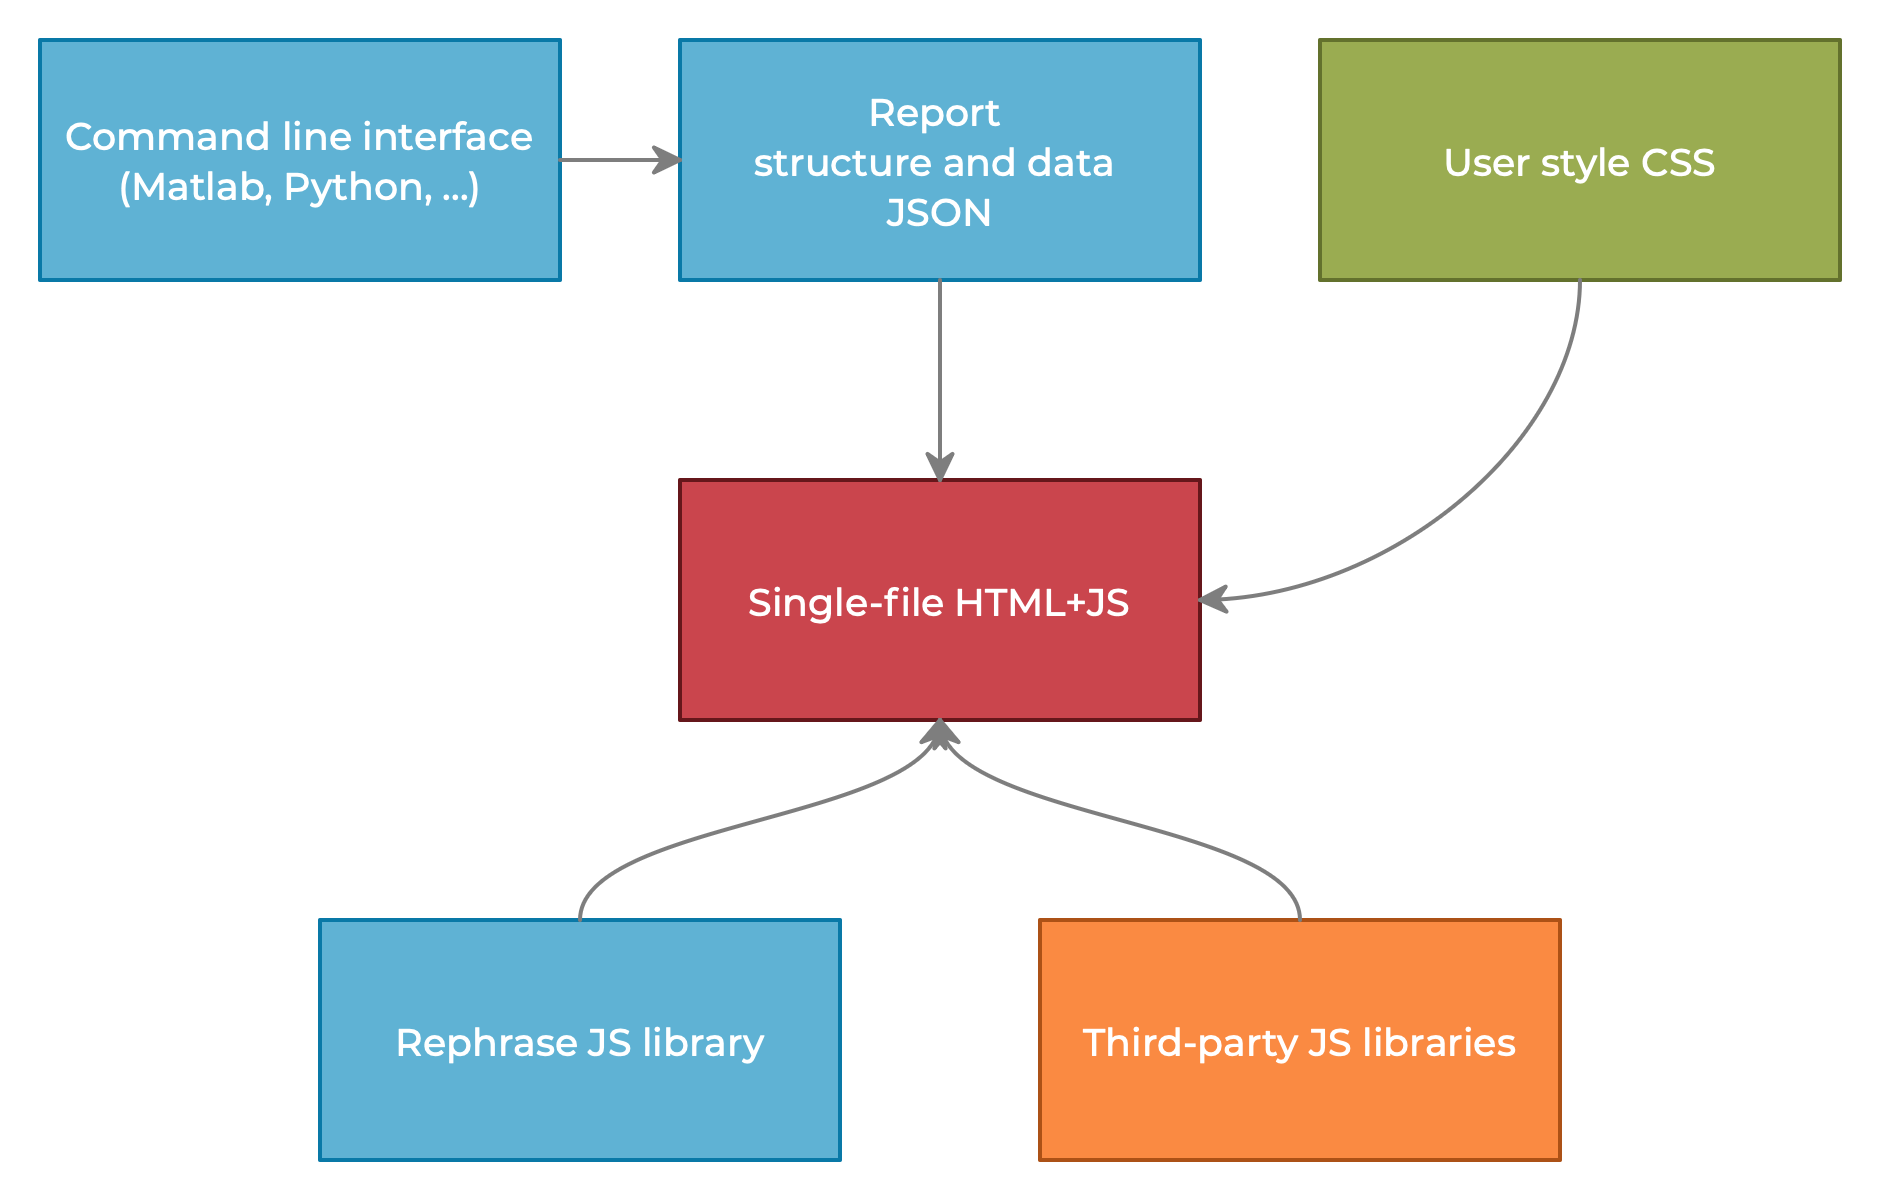 Command line interface
(Matlab, Python, ...)
Report
structure and data
JSON
User style CSS
Single-file HTML+JS
Rephrase JS library
Third-party JS libraries